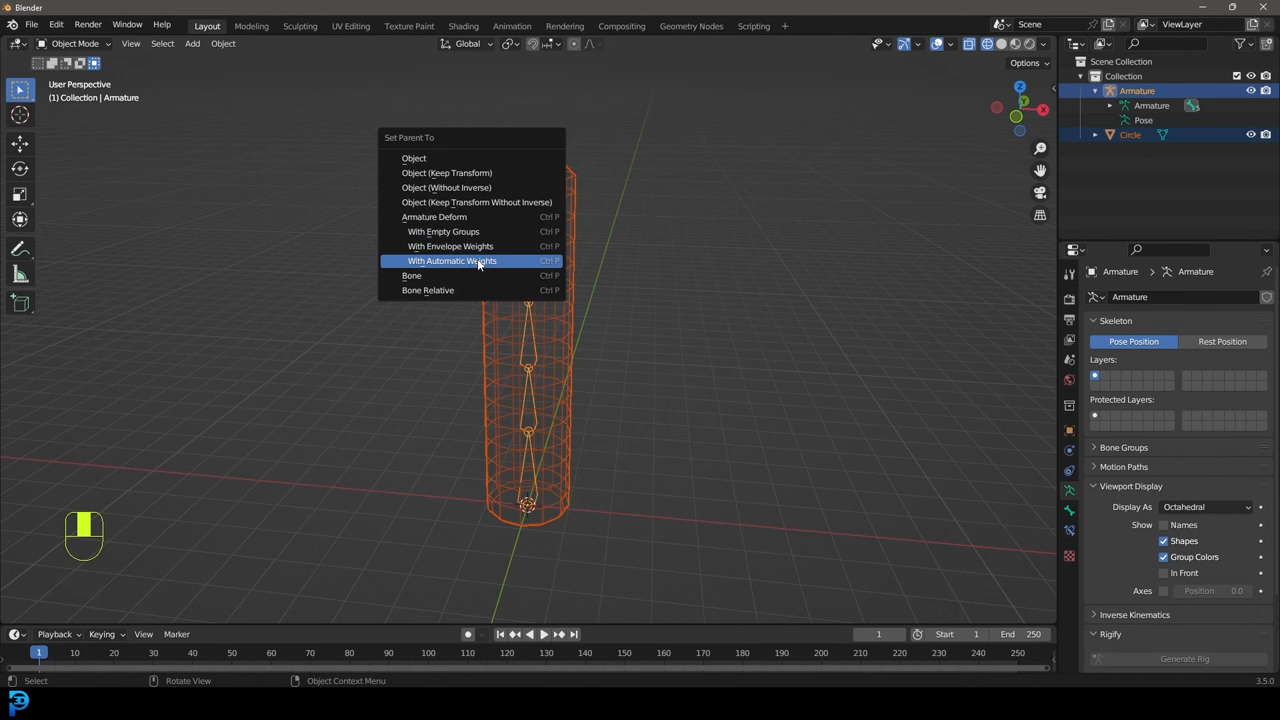 Blender
File Edit Render Window Help Layout Modeling Sculpting UV Editing Texture Paint Shading Animation Rendering Compositing Geometry Nodes Scripting + Scene ViewLayer
Object Mode View Select Add Object Global
Options
User Perspective
(1) Collection | Armature
Z
Y
X
Set Parent To
Object
Object (Keep Transform)
Object (Without Inverse)
Object (Keep Transform Without Inverse)
Armature Deform Ctrl P
With Empty Groups Ctrl P
With Envelope Weights Ctrl P
With Automatic Weights Ctrl P
Bone Ctrl P
Bone Relative Ctrl P
Scene Collection
Collection
Armature
Armature
Pose
Circle
Armature > Armature
Armature
Skeleton
Pose Position Rest Position
Layers:
Protected Layers:
Bone Groups
Motion Paths
Viewport Display
Display As Octahedral
Show Names
Shapes
Group Colors
In Front
Axes Position 0.0
Inverse Kinematics
Rigify
Generate Rig
Playback Keying View Marker 1 Start 1 End 250
1 10 20 30 40 50 60 70 80 90 100 110 120 130 140 150 160 170 180 190 200 210 220 230 240 250
Select Rotate View Object Context Menu 3.5.0